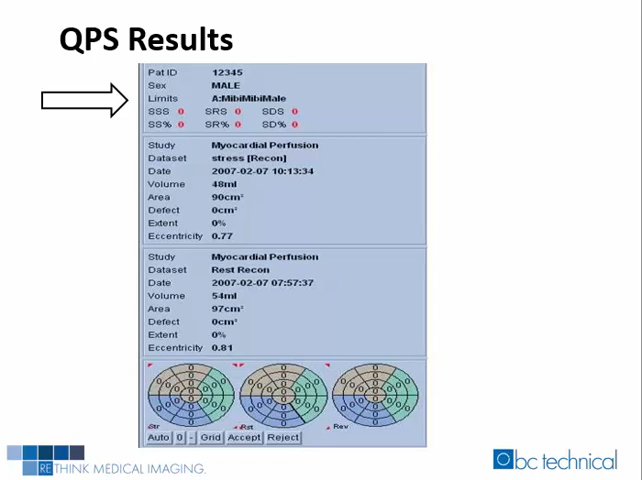 QPS Results
Pat ID 12345
Sex MALE
Limits A:MibiMibiMale
SSS 0 SRS 0 SDS 0
SS% 0 SR% 0 SD% 0
Study Myocardial Perfusion
Dataset stress [Recon]
Date 2007-02-07 10:13:34
Volume 48ml
Area 90cm²
Defect 0cm²
Extent 0%
Eccentricity 0.77
Study Myocardial Perfusion
Dataset Rest Recon
Date 2007-02-07 07:57:37
Volume 54ml
Area 97cm²
Defect 0cm²
Extent 0%
Eccentricity 0.81
Str Rst Rev
Auto 0 - Grid Accept Reject
RETHINK MEDICAL IMAGING.
bc technical